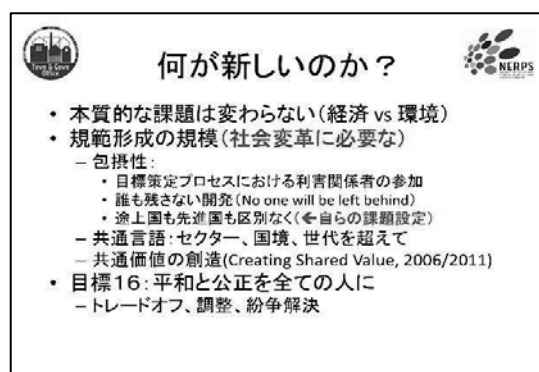 Town & Gown
Office
何が新しいのか？
NERPS
• 本質的な課題は変わらない（経済 vs 環境）
• 規範形成の規模（社会変革に必要な）
– 包摂性：
• 目標策定プロセスにおける利害関係者の参加
• 誰も残さない開発（No one will be left behind）
• 途上国も先進国も区別なく（←自らの課題設定）
– 共通言語：セクター、国境、世代を超えて
– 共通価値の創造(Creating Shared Value, 2006/2011)
• 目標１６：平和と公正を全ての人に
– トレードオフ、調整、紛争解決